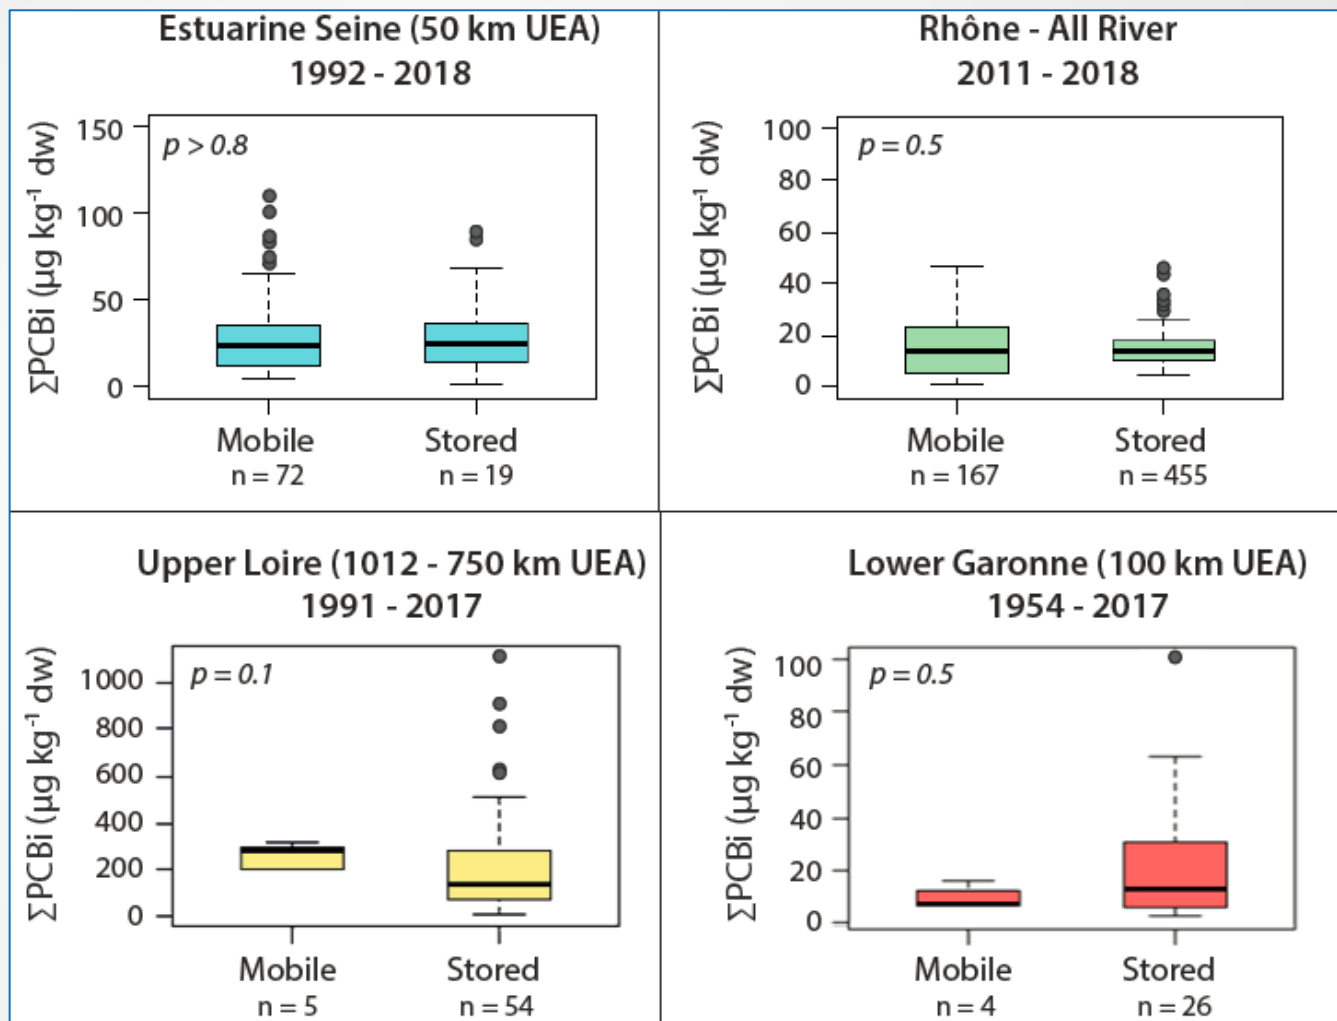 Estuarine Seine (50 km UEA)
1992 - 2018
∑PCBi (µg kg⁻¹ dw)
150
100
50
0
p > 0.8
Mobile
Stored
n = 72
n = 19
Rhône - All River
2011 - 2018
∑PCBi (µg kg⁻¹ dw)
100
80
60
40
20
0
p = 0.5
Mobile
Stored
n = 167
n = 455
Upper Loire (1012 - 750 km UEA)
1991 - 2017
∑PCBi (µg kg⁻¹ dw)
1000
800
600
400
200
0
p = 0.1
Mobile
Stored
n = 5
n = 54
Lower Garonne (100 km UEA)
1954 - 2017
∑PCBi (µg kg⁻¹ dw)
100
80
60
40
20
0
p = 0.5
Mobile
Stored
n = 4
n = 26